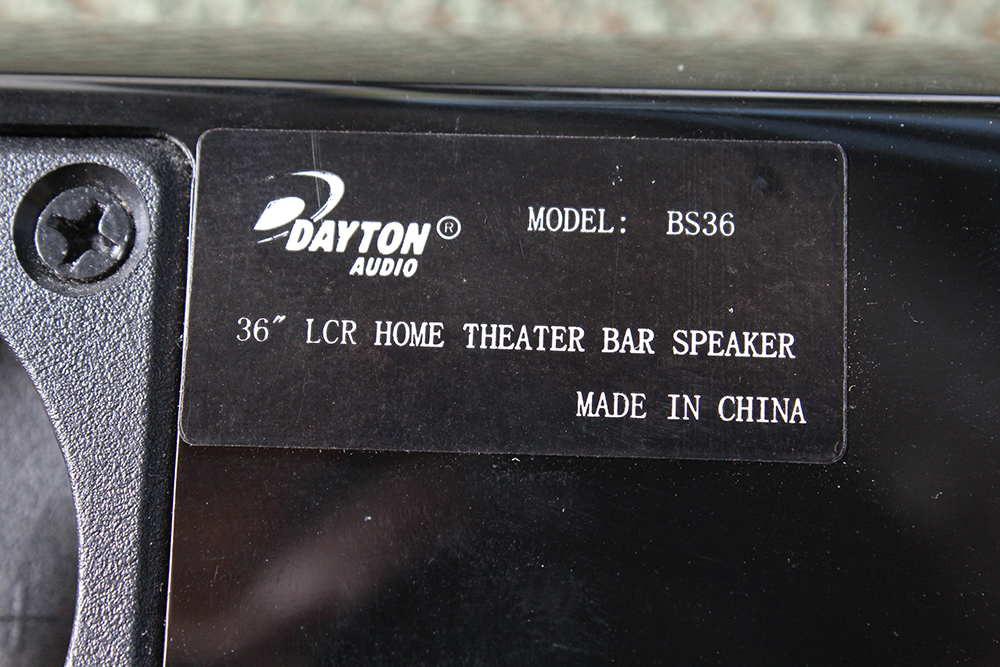 DAYTON®
AUDIO
MODEL: BS36
36" LCR HOME THEATER BAR SPEAKER
MADE IN CHINA